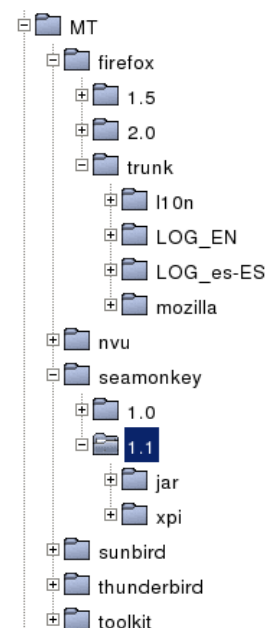 MT
firefox
1.5
2.0
trunk
l10n
LOG_EN
LOG_es-ES
mozilla
nvu
seamonkey
1.0
1.1
jar
xpi
sunbird
thunderbird
toolkit